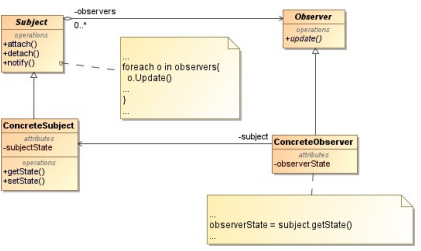 Subject
operations
+attach()
+detach()
+notify()
-observers
0..*
Observer
operations
+update()
...
foreach o in observers{
o.Update()
...
}
...
ConcreteSubject
attributes
-subjectState
operations
+getState()
+setState()
-subject
ConcreteObserver
attributes
-observerState
...
observerState = subject.getState()
...